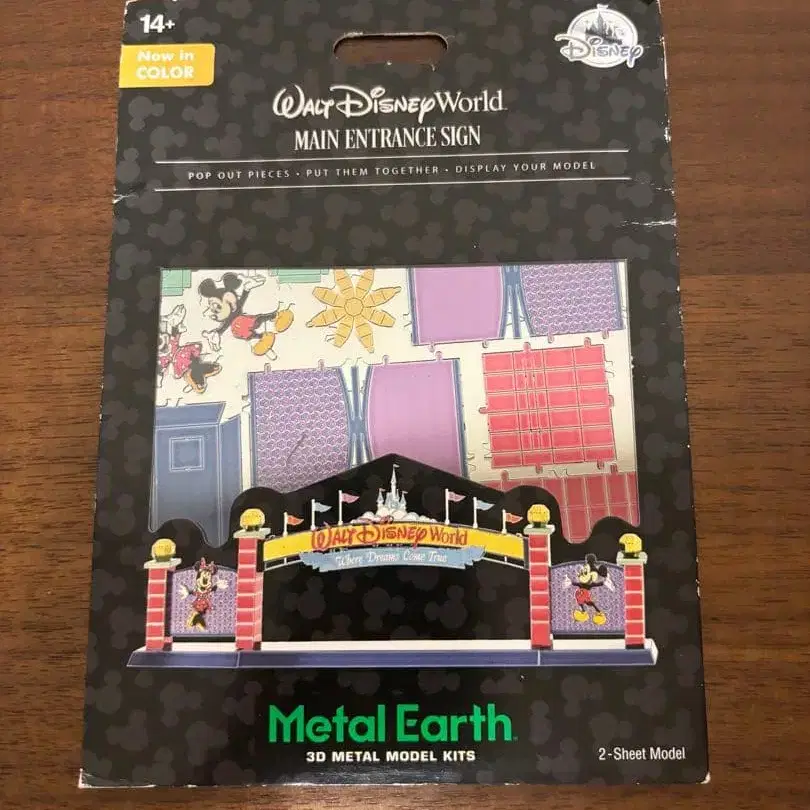 14+
Now in
COLOR
Disney
Walt Disney World
MAIN ENTRANCE SIGN
POP OUT PIECES • PUT THEM TOGETHER • DISPLAY YOUR MODEL
Walt Disney World
Where Dreams Come True
Metal Earth
3D METAL MODEL KITS
2-Sheet Model